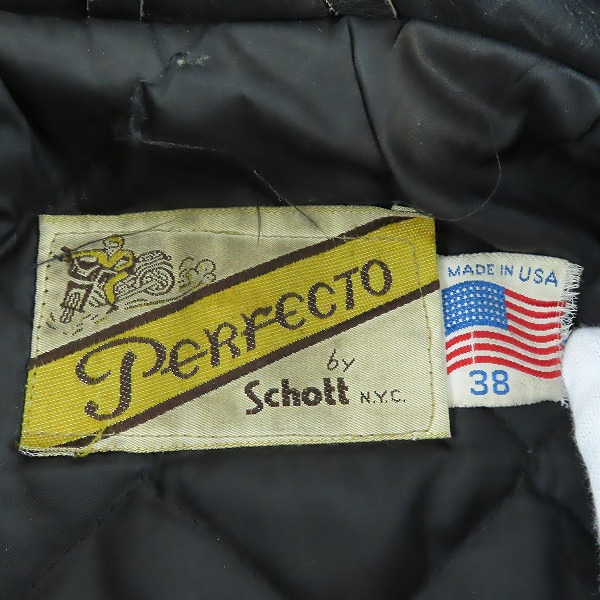 PERFECTO
by
Schott N.Y.C.
MADE IN USA
38